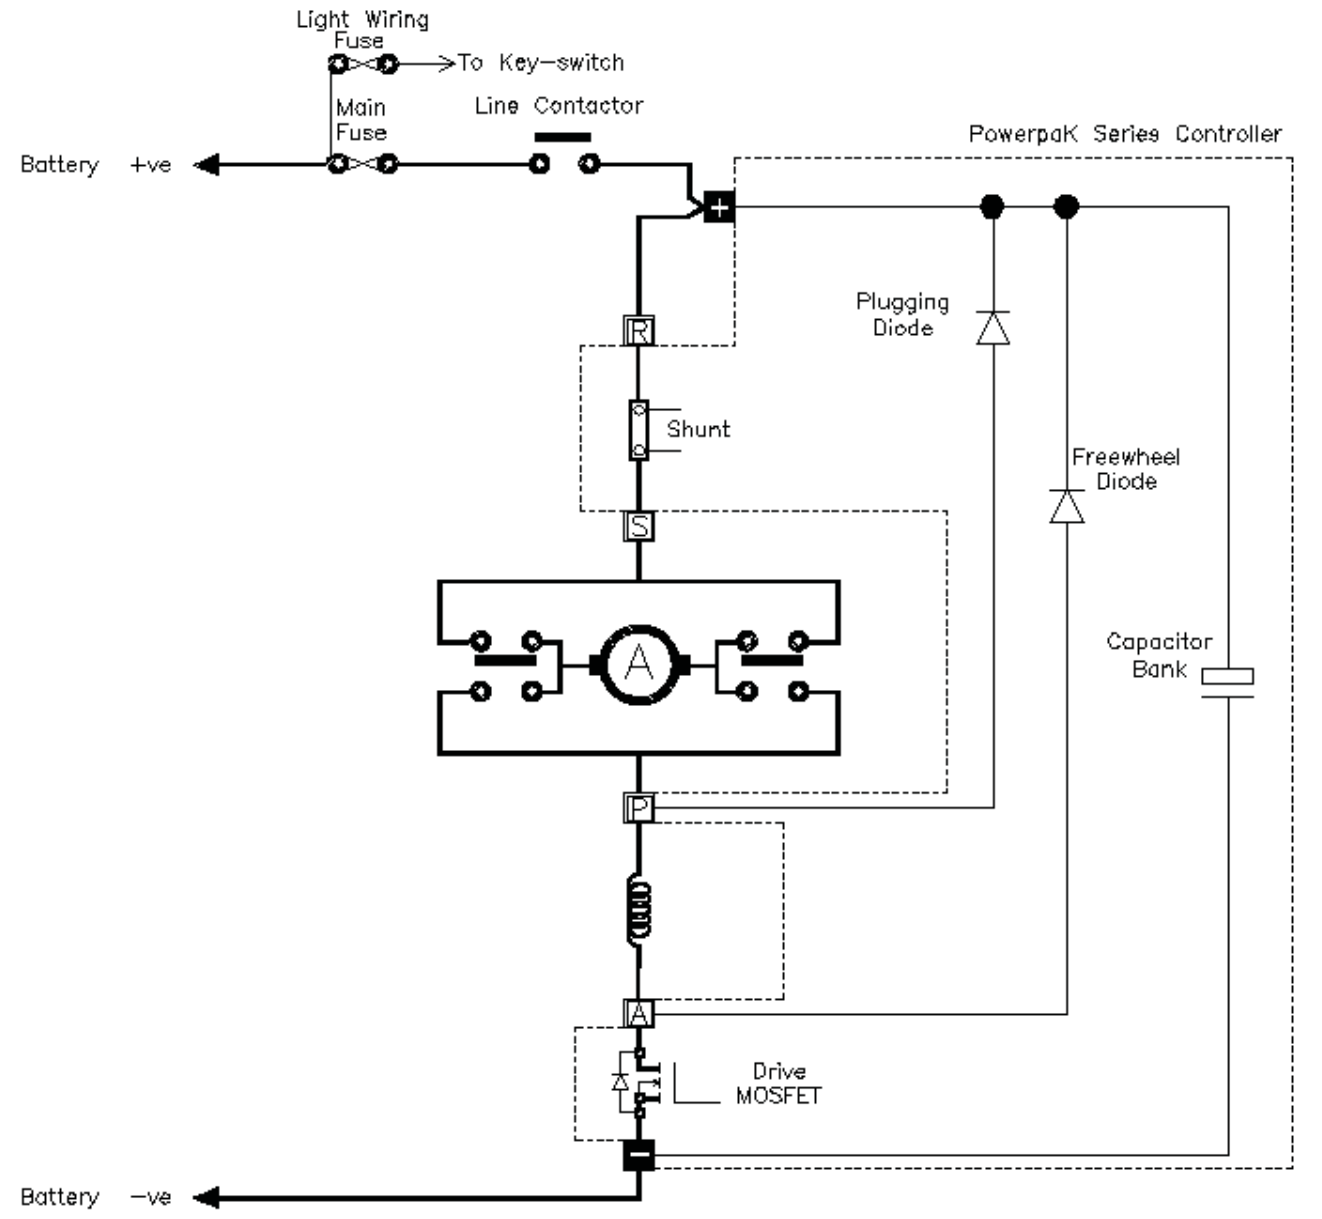 Light Wiring
Fuse
To Key-switch
Main
Fuse
Line Contactor
PowerpaK Series Controller
Battery +ve
+
Plugging
Diode
R
Shunt
Freewheel
Diode
S
A
Capacitor
Bank
P
A
Drive
MOSFET
-
Battery -ve